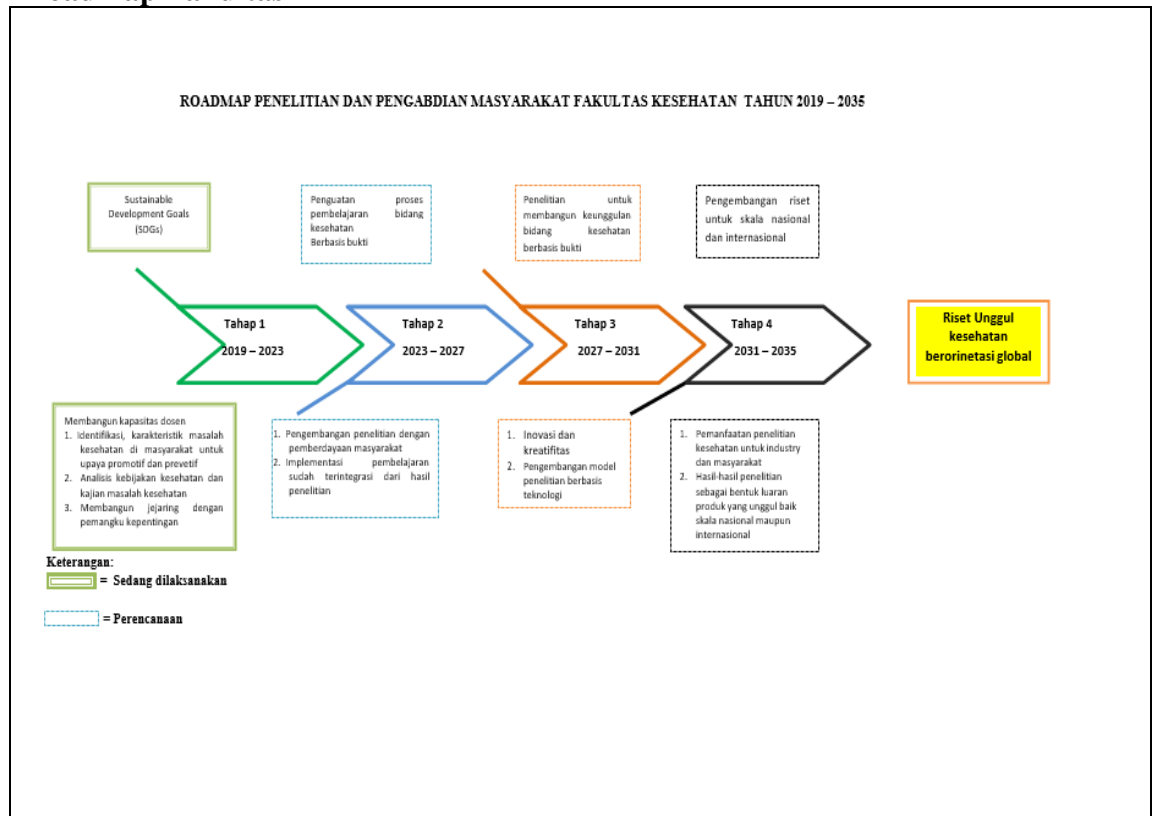 ROADMAP PENELITIAN DAN PENGABDIAN MASYARAKAT FAKULTAS KESEHATAN TAHUN 2019 – 2035
Sustainable
Development Goals
(SDGs)
Penguatan proses
pembelajaran bidang
kesehatan
Berbasis bukti
Penelitian untuk
membangun keunggulan
bidang kesehatan
berbasis bukti
Pengembangan riset
untuk skala nasional
dan internasional
Tahap 1
2019 – 2023
Tahap 2
2023 – 2027
Tahap 3
2027 – 2031
Tahap 4
2031 – 2035
Riset Unggul
kesehatan
berorinetasi global
Membangun kapasitas dosen
1. Identifikasi, karakteristik masalah
kesehatan di masyarakat untuk
upaya promotif dan prevetif
2. Analisis kebijakan kesehatan dan
kajian masalah kesehatan
3. Membangun jejaring dengan
pemangku kepentingan
1. Pengembangan penelitian dengan
pemberdayaan masyarakat
2. Implementasi pembelajaran
sudah terintegrasi dari hasil
penelitian
1. Inovasi dan
kreatifitas
2. Pengembangan model
penelitian berbasis
teknologi
1. Pemanfaatan penelitian
kesehatan untuk industry
dan masyarakat
2. Hasil-hasil penelitian
sebagai bentuk luaran
produk yang unggul baik
skala nasional maupun
internasional
Keterangan:
= Sedang dilaksanakan
= Perencanaan